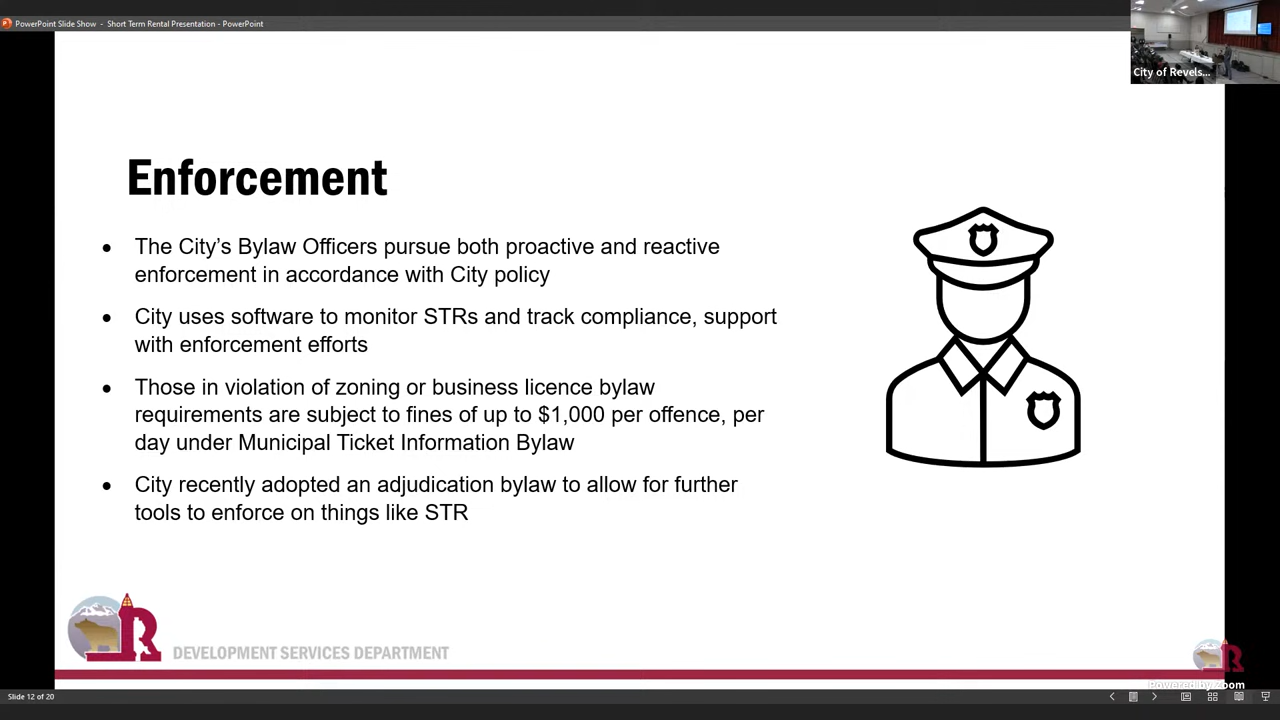 PowerPoint Slide Show - Short Term Rental Presentation - PowerPoint
City of Revels...
Enforcement
• The City’s Bylaw Officers pursue both proactive and reactive
enforcement in accordance with City policy
• City uses software to monitor STRs and track compliance, support
with enforcement efforts
• Those in violation of zoning or business licence bylaw
requirements are subject to fines of up to $1,000 per offence, per
day under Municipal Ticket Information Bylaw
• City recently adopted an adjudication bylaw to allow for further
tools to enforce on things like STR
R
DEVELOPMENT SERVICES DEPARTMENT
R
Powered by Zoom
Slide 12 of 20